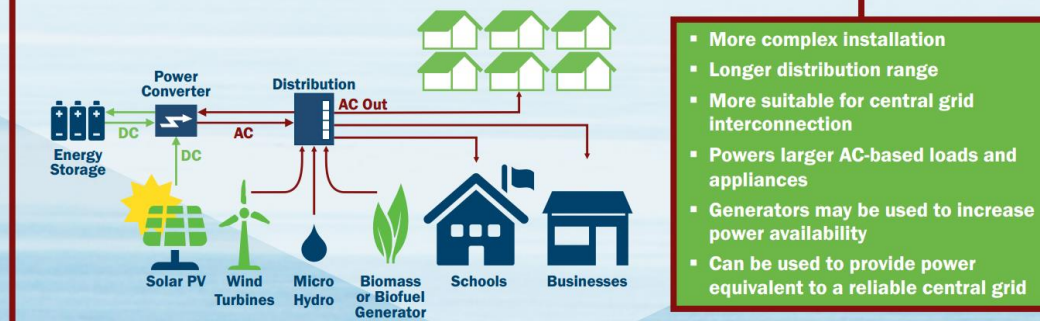 Power
Converter
Distribution
AC Out
DC
AC
DC
Energy
Storage
Solar PV
Wind
Turbines
Micro
Hydro
Biomass
or Biofuel
Generator
Schools
Businesses
▪ More complex installation
▪ Longer distribution range
▪ More suitable for central grid
interconnection
▪ Powers larger AC-based loads and
appliances
▪ Generators may be used to increase
power availability
▪ Can be used to provide power
equivalent to a reliable central grid